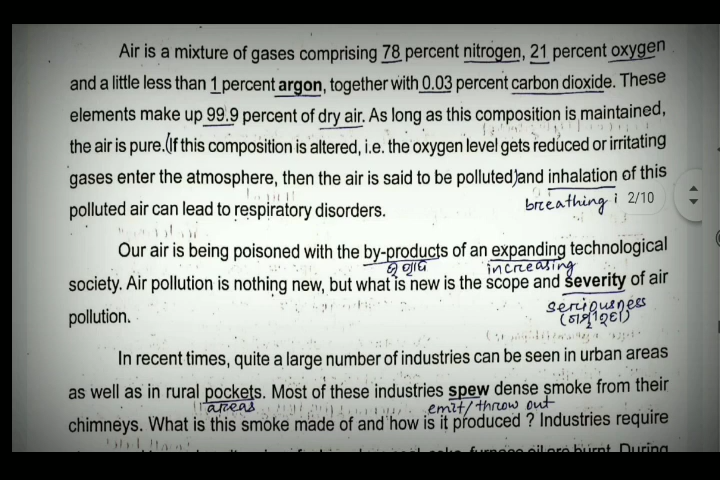 Air is a mixture of gases comprising 78 percent nitrogen, 21 percent oxygen
and a little less than 1 percent argon, together with 0.03 percent carbon dioxide. These
elements make up 99.9 percent of dry air. As long as this composition is maintained,
the air is pure.(If this composition is altered, i.e. the oxygen level gets reduced or irritating
gases enter the atmosphere, then the air is said to be polluted)and inhalation of this
breathing
2/10
polluted air can lead to respiratory disorders.
Our air is being poisoned with the by-products of an expanding technological
increasing
society. Air pollution is nothing new, but what is new is the scope and severity of air
seriousness
pollution.
In recent times, quite a large number of industries can be seen in urban areas
as well as in rural pockets. Most of these industries spew dense smoke from their
areas emit/throw out
chimneys. What is this smoke made of and how is it produced ? Industries require
furnace oil are burnt. During